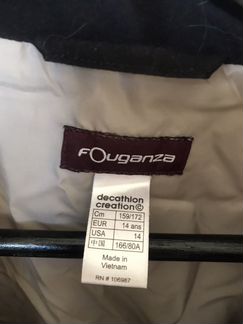 fOuganza
decathlon
creation©
Cm 159/172
EUR 14 ans
USA 14
中国 166/80A
Made in
Vietnam
RN # 106987